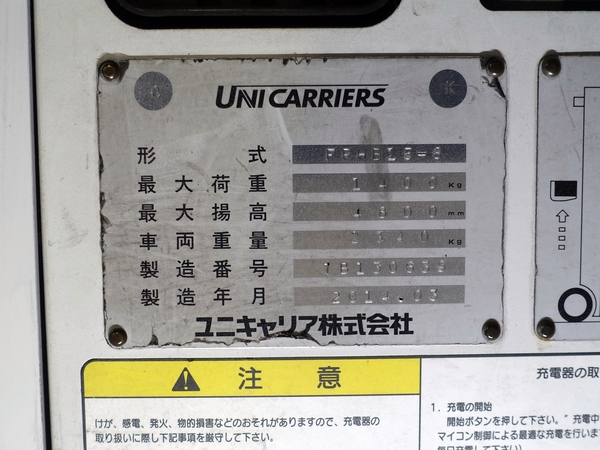 UNICARRIERS
形式
最大荷重 1400 Kg
最大揚高 4800 mm
車両重量 Kg
製造番号
製造年月 2014.03
ユニキャリア株式会社
注意
けが、感電、発火、物的損害などのおそれがありますので、充電器の
取り扱いに際し下記事項を厳守して下さい。
充電器の取
1. 充電の開始
開始ボタンを押して下さい。"充電中
マイコン制御による最適な充電を行いま